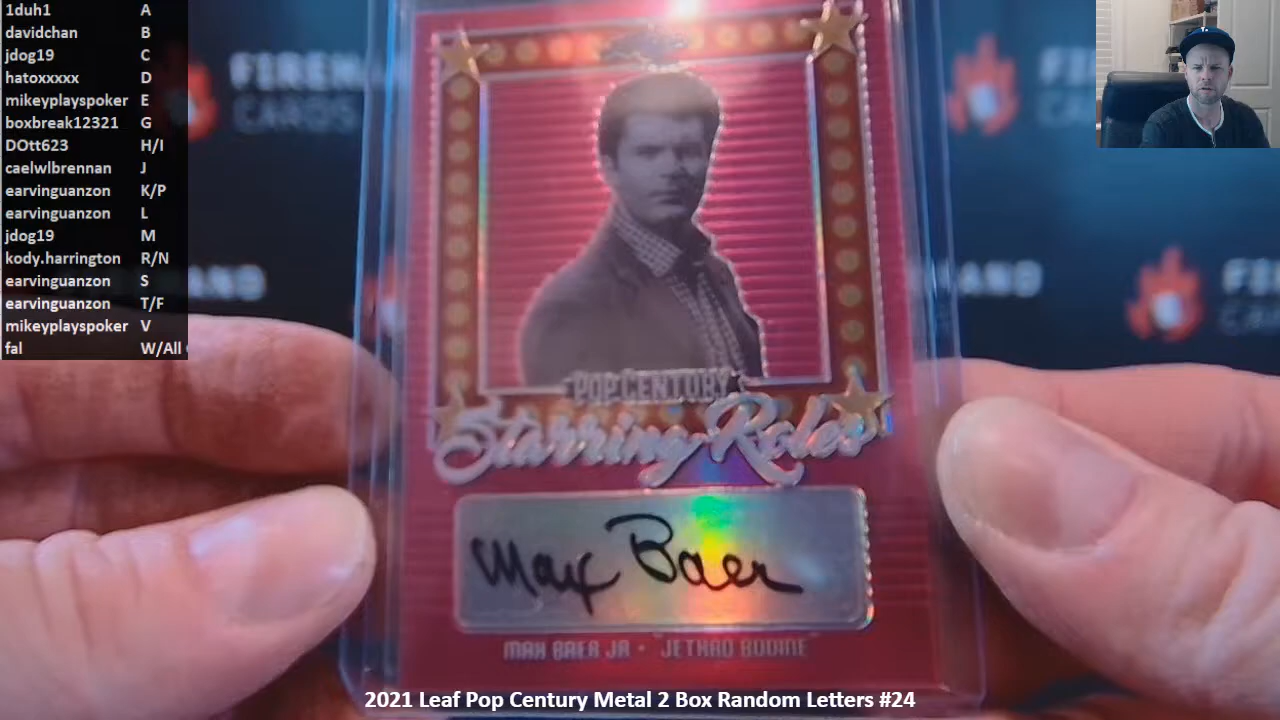 1duh1 A
davidchan B
jdog19 C
hatoxxxxx D
mikeyplayspoker E
boxbreak12321 G
DOtt623 H/I
caelwlbrennan J
earvinguanzon K/P
earvinguanzon L
jdog19 M
kody.harrington R/N
earvinguanzon S
earvinguanzon T/F
mikeyplayspoker V
fal W/All
CARDS
POP CENTURY
Starring Roles
Max Baer
MAX BAER JR • "JETHRO BODINE"
2021 Leaf Pop Century Metal 2 Box Random Letters #24